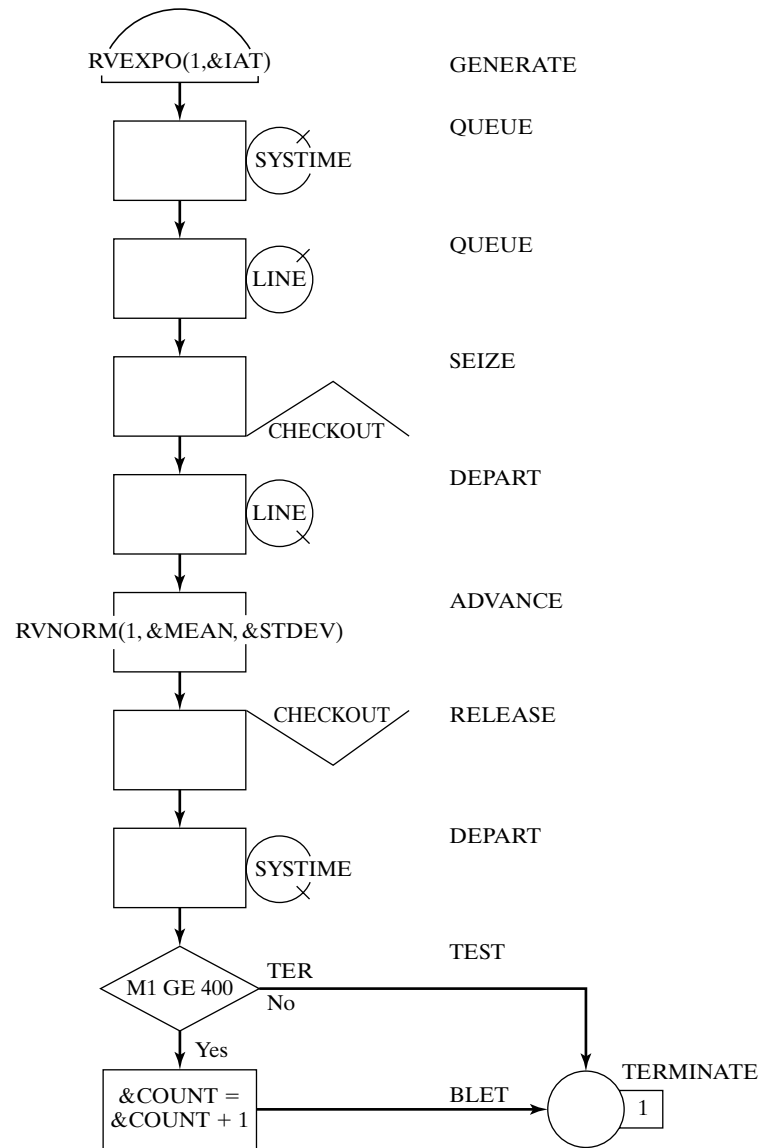 RVEXPO(1,&IAT)
GENERATE
QUEUE
SYSTIME
QUEUE
LINE
SEIZE
CHECKOUT
DEPART
LINE
ADVANCE
RVNORM(1, &MEAN, &STDEV)
CHECKOUT
RELEASE
DEPART
SYSTIME
TEST
TER
M1 GE 400
No
Yes
TERMINATE
&COUNT =
&COUNT + 1
BLET
1